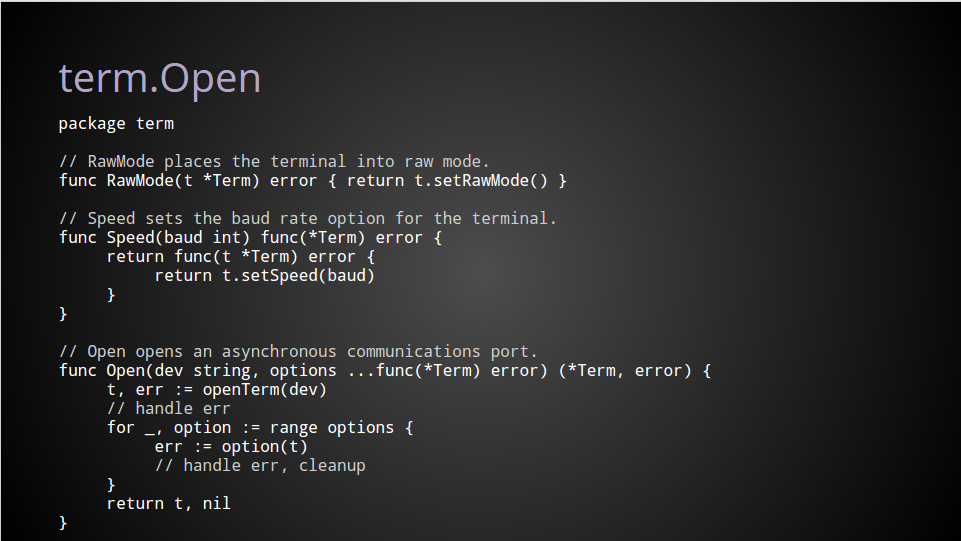 term.Open
package term
// RawMode places the terminal into raw mode.
func RawMode(t *Term) error { return t.setRawMode() }
// Speed sets the baud rate option for the terminal.
func Speed(baud int) func(*Term) error {
return func(t *Term) error {
return t.setSpeed(baud)
}
}
// Open opens an asynchronous communications port.
func Open(dev string, options ...func(*Term) error) (*Term, error) {
t, err := openTerm(dev)
// handle err
for _, option := range options {
err := option(t)
// handle err, cleanup
}
return t, nil
}